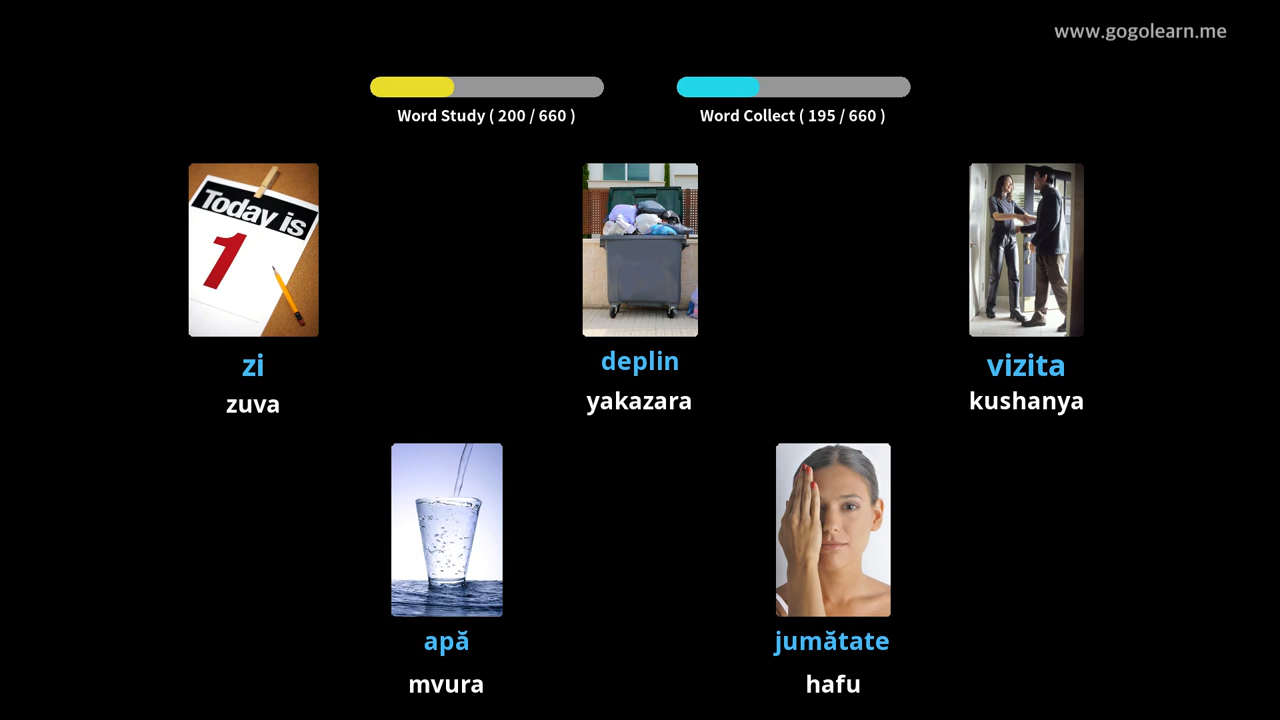 www.gogolearn.me
Word Study ( 200 / 660 )
Word Collect ( 195 / 660 )
Today is
1
zi
zuva
deplin
yakazara
vizita
kushanya
apă
mvura
jumătate
hafu